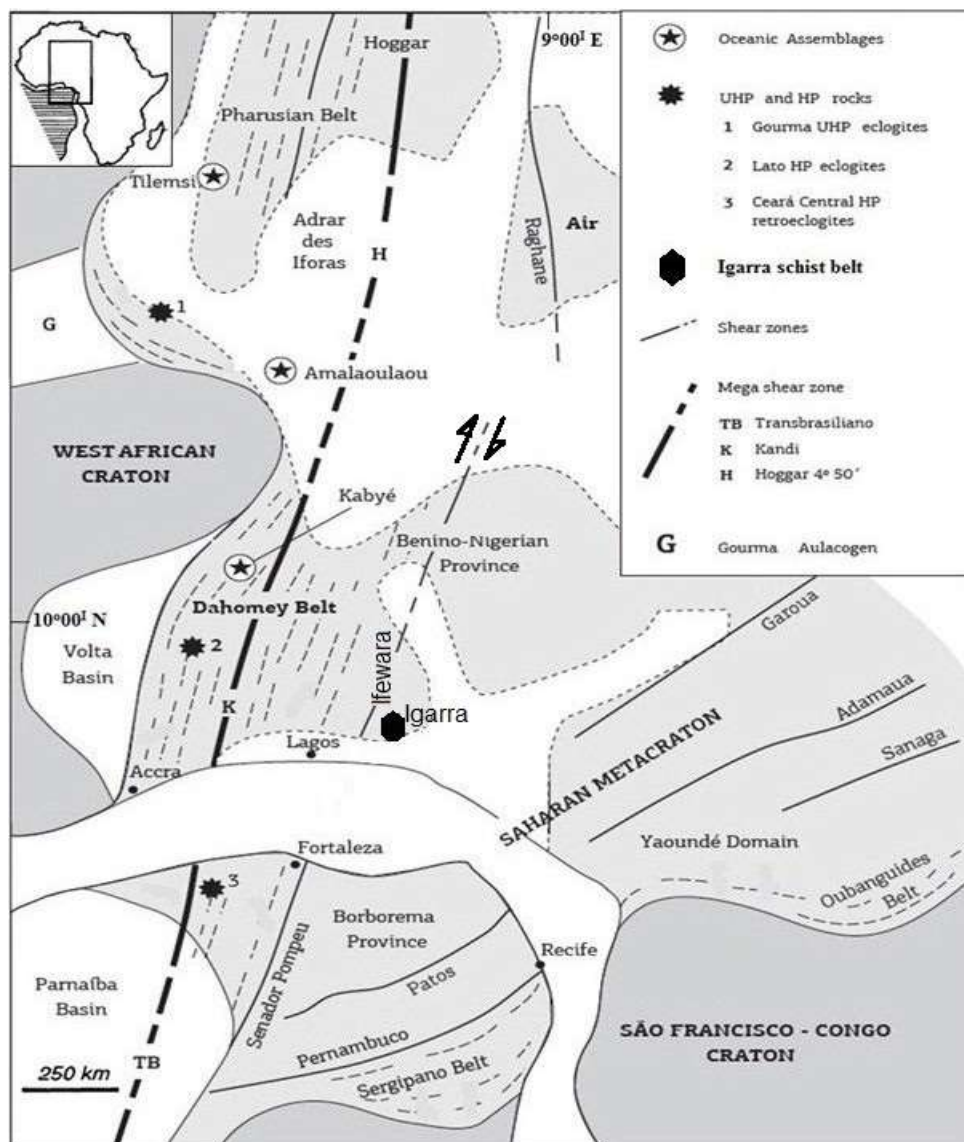 Hoggar
9°00ᴵ E
Pharusian Belt
Tilemsi
Adrar
des
Iforas
H
Raghane
Air
1
G
Amalaoulaou
WEST AFRICAN
CRATON
Kabyé
Benino-Nigerian
Province
Dahomey Belt
10°00ᴵ N
Volta
Basin
2
K
Ifewara
Igarra
Lagos
Accra
Garoua
Adamaua
Sanaga
SAHARAN METACRATON
Yaoundé Domain
Oubanguides
Belt
Fortaleza
3
Borborema
Province
Senador Pompeu
Patos
Recife
Parnaíba
Basin
Pernambuco
Sergipano Belt
TB
250 km
SÃO FRANCISCO - CONGO
CRATON
Oceanic Assemblages
UHP and HP rocks
1 Gourma UHP eclogites
2 Lato HP eclogites
3 Ceará Central HP
retroeclogites
Igarra schist belt
Shear zones
Mega shear zone
TB Transbrasiliano
K Kandi
H Hoggar 4º 50´
G Gourma Aulacogen